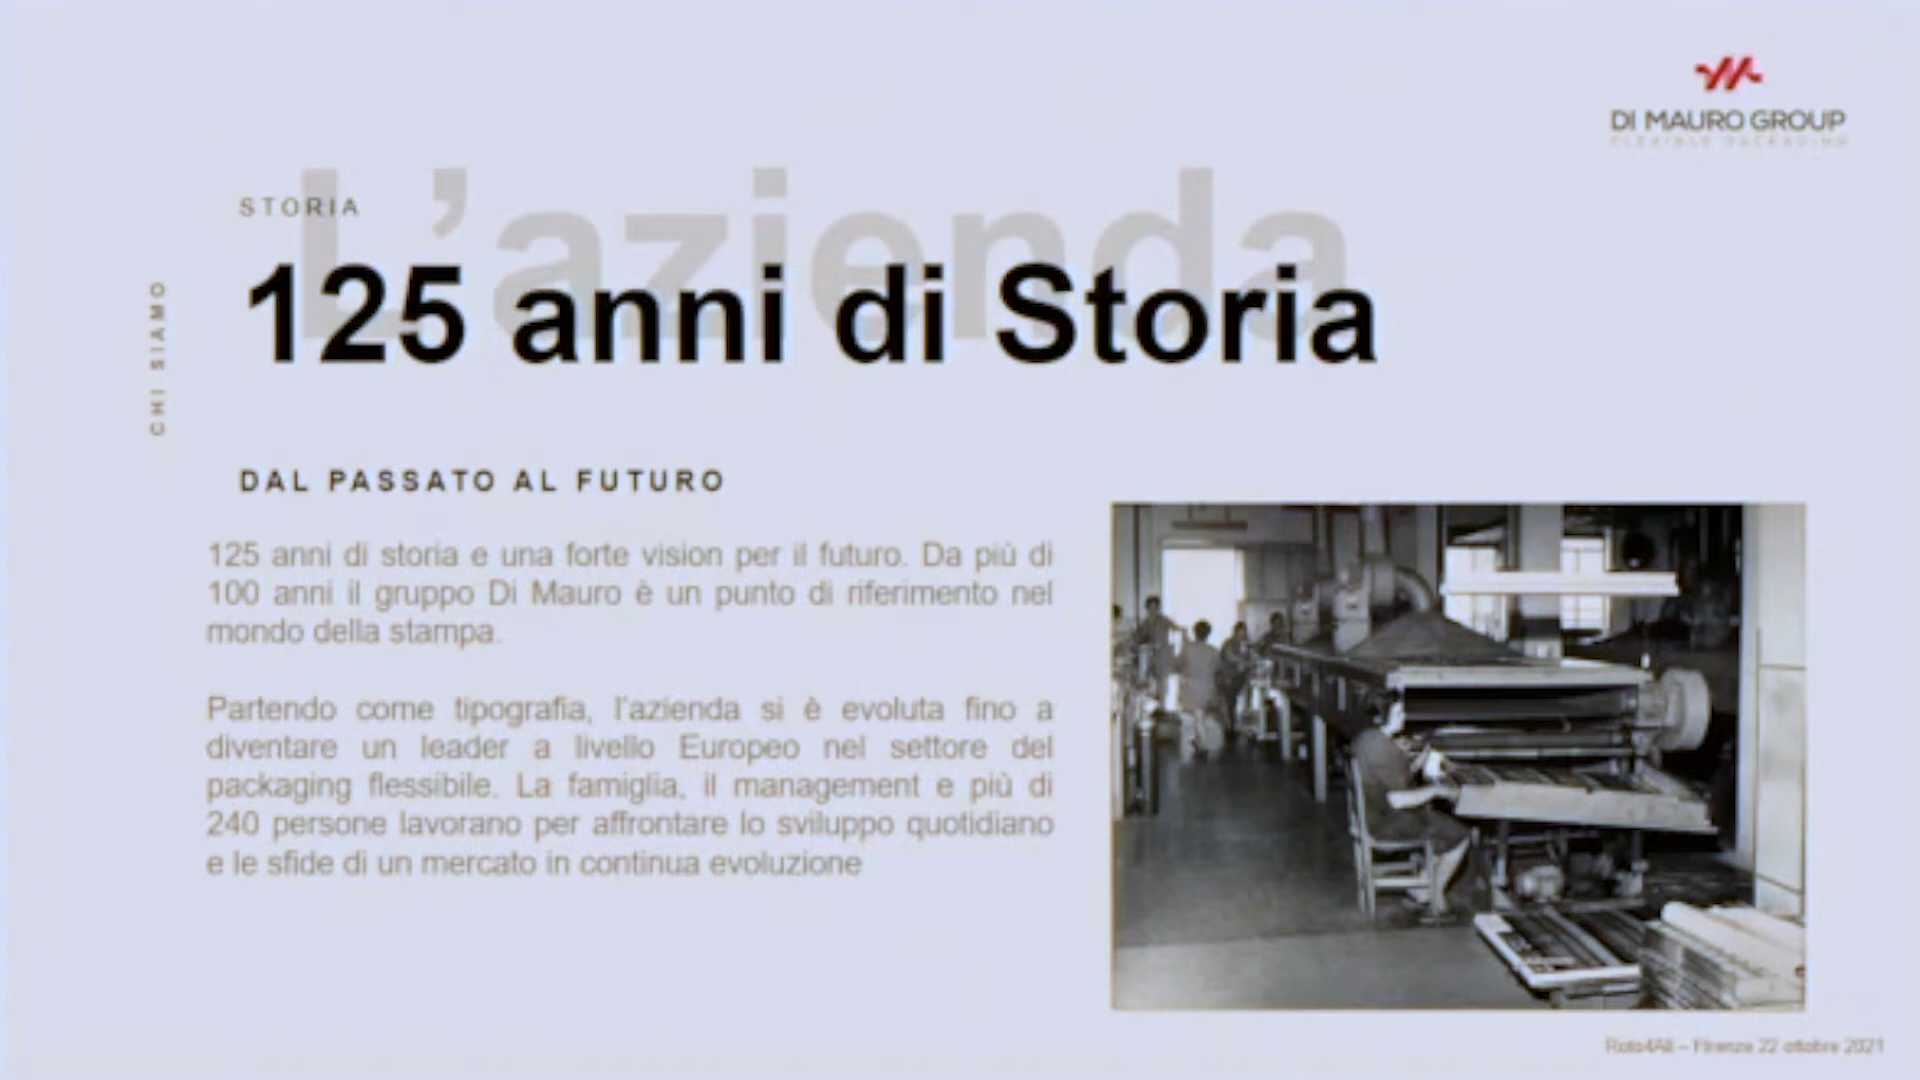 DI MAURO GROUP
FLEXIBLE PACKAGING
L'azienda
STORIA
125 anni di Storia
CHI SIAMO
DAL PASSATO AL FUTURO
125 anni di storia e una forte vision per il futuro. Da più di
100 anni il gruppo Di Mauro è un punto di riferimento nel
mondo della stampa.
Partendo come tipografia, l'azienda si è evoluta fino a
diventare un leader a livello Europeo nel settore del
packaging flessibile. La famiglia, il management e più di
240 persone lavorano per affrontare lo sviluppo quotidiano
e le sfide di un mercato in continua evoluzione
Roto4All – Firenze 22 ottobre 2021